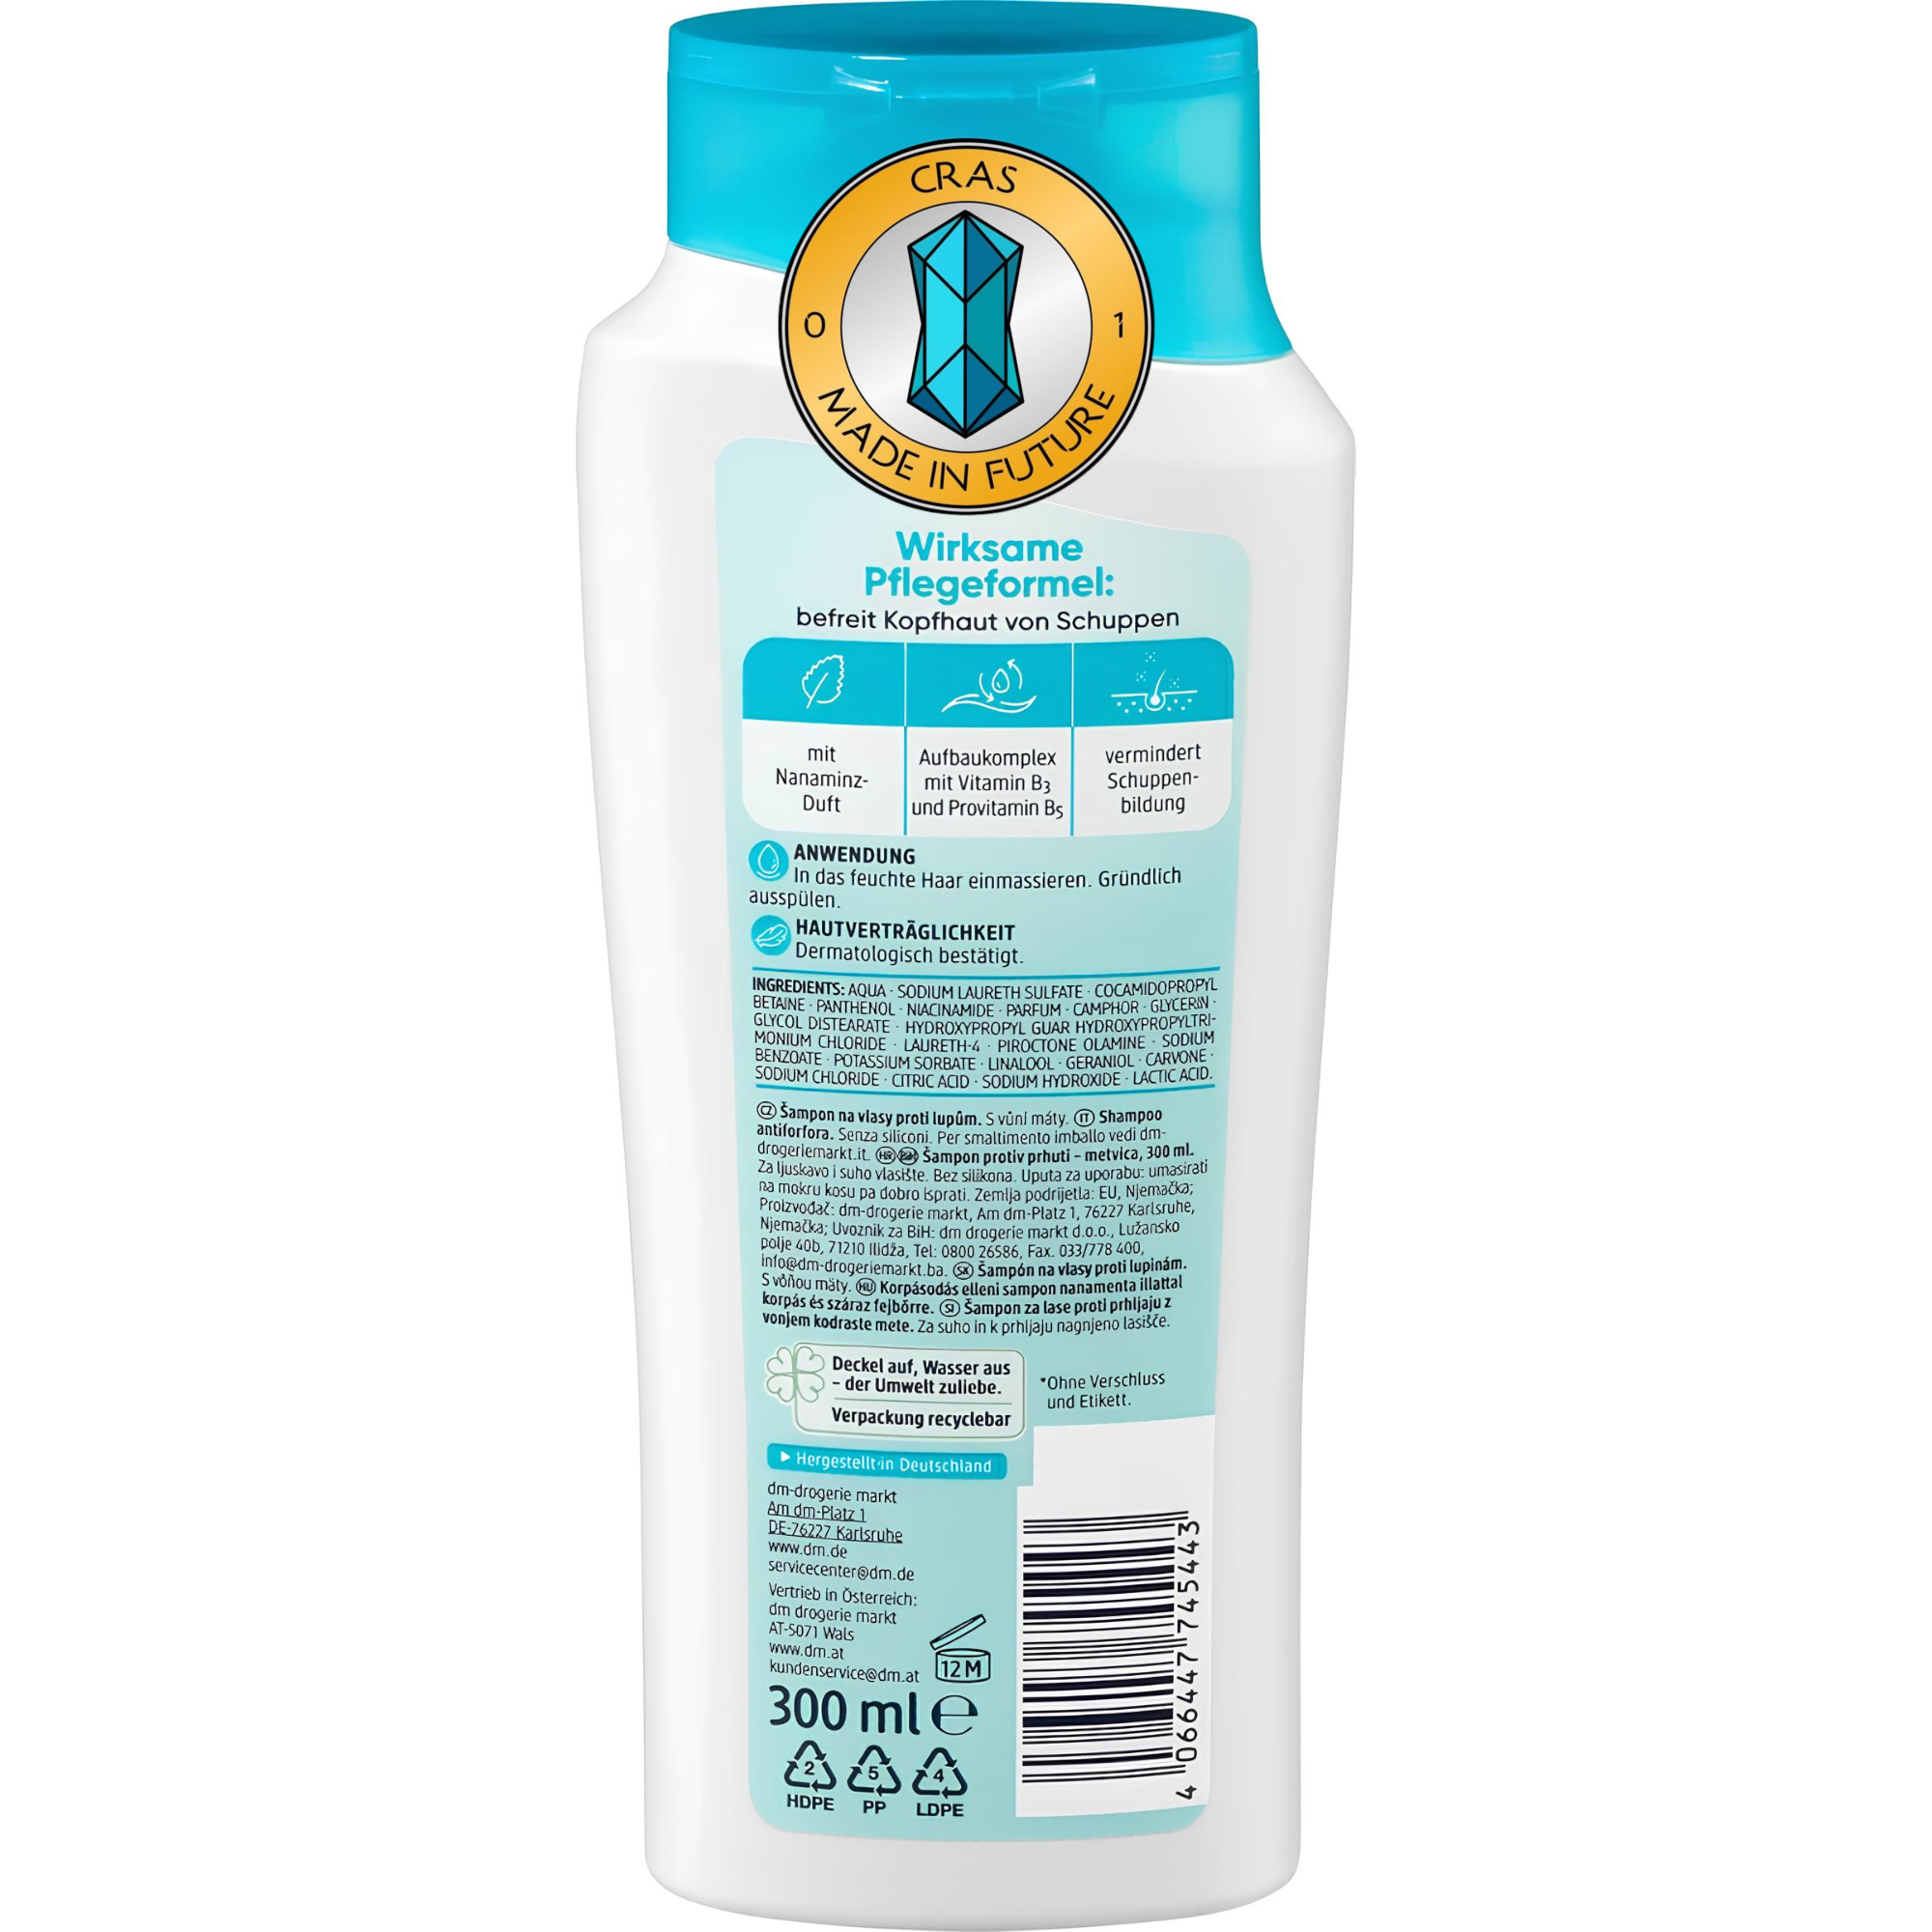 CRAS
0 1
MADE IN FUTURE
Wirksame
Pflegeformel:
befreit Kopfhaut von Schuppen
mit
Nanaminz-
Duft
Aufbaukomplex
mit Vitamin B3
und Provitamin B5
vermindert
Schuppen-
bildung
ANWENDUNG
In das feuchte Haar einmassieren. Gründlich
ausspülen.
HAUTVERTRÄGLICHKEIT
Dermatologisch bestätigt.
INGREDIENTS: AQUA · SODIUM LAURETH SULFATE · COCAMIDOPROPYL
BETAINE · PANTHENOL · NIACINAMIDE · PARFUM · CAMPHOR · GLYCERIN ·
GLYCOL DISTEARATE · HYDROXYPROPYL GUAR HYDROXYPROPYLTRI-
MONIUM CHLORIDE · LAURETH-4 · PIROCTONE OLAMINE · SODIUM
BENZOATE · POTASSIUM SORBATE · LINALOOL · GERANIOL · CARVONE ·
SODIUM CHLORIDE · CITRIC ACID · SODIUM HYDROXIDE · LACTIC ACID.
CZ Šampon na vlasy proti lupům. S vůní máty. IT Shampoo
antiforfora. Senza siliconi. Per smaltimento imballo vedi dm-
drogeriemarkt.it. HR BiH Šampon protiv prhuti – metvica, 300 ml.
Za ljuskavo i suho vlasište. Bez silikona. Uputa za uporabu: umasirati
na mokru kosu pa dobro isprati. Zemlja podrijetla: EU, Njemačka;
Proizvođač: dm-drogerie markt, Am dm-Platz 1, 76227 Karlsruhe,
Njemačka; Uvoznik za BiH: dm drogerie markt d.o.o., Lužansko
polje 40b, 71210 Ilidža, Tel: 0800 26586, Fax. 033/778 400,
info@dm-drogeriemarkt.ba. SK Šampón na vlasy proti lupinám.
S vôňou mäty. HU Korpásodás elleni sampon nanamenta illattal
korpás és száraz fejbőrre. SI Šampon za lase proti prhljaju z
vonjem kodraste mete. Za suho in k prhljaju nagnjeno lasišče.
Deckel auf, Wasser aus
– der Umwelt zuliebe.
Verpackung recyclebar
*Ohne Verschluss
und Etikett.
Hergestellt in Deutschland
dm-drogerie markt
Am dm-Platz 1
DE-76227 Karlsruhe
www.dm.de
servicecenter@dm.de
Vertrieb in Österreich:
dm drogerie markt
AT-5071 Wals
www.dm.at
kundenservice@dm.at
12 M
300 ml e
2 5 4
HDPE PP LDPE
4 066447 745443